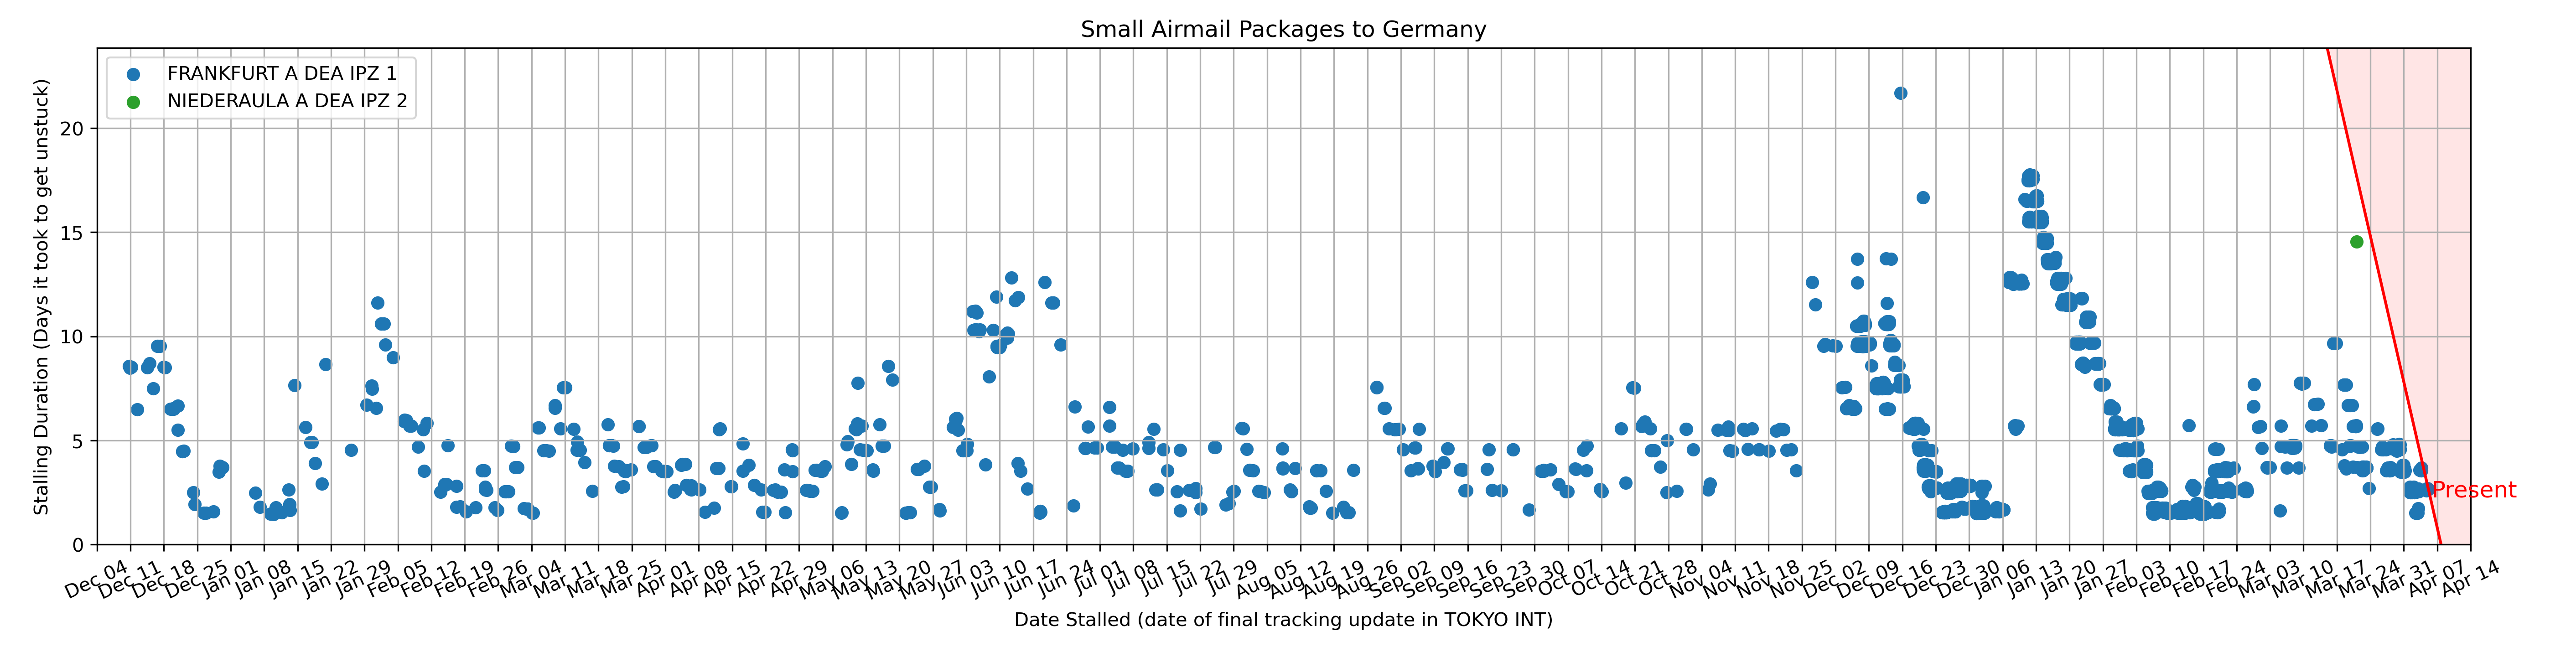 Small Airmail Packages to Germany
FRANKFURT A DEA IPZ 1
NIEDERAULA A DEA IPZ 2
Stalling Duration (Days it took to get unstuck)
20
15
10
5
0
Present
Dec 04 Dec 11 Dec 18 Dec 25 Jan 01 Jan 08 Jan 15 Jan 22 Jan 29 Feb 05 Feb 12 Feb 19 Feb 26 Mar 04 Mar 11 Mar 18 Mar 25 Apr 01 Apr 08 Apr 15 Apr 22 Apr 29 May 06 May 13 May 20 May 27 Jun 03 Jun 10 Jun 17 Jun 24 Jul 01 Jul 08 Jul 15 Jul 22 Jul 29 Aug 05 Aug 12 Aug 19 Aug 26 Sep 02 Sep 09 Sep 16 Sep 23 Sep 30 Oct 07 Oct 14 Oct 21 Oct 28 Nov 04 Nov 11 Nov 18 Nov 25 Dec 02 Dec 09 Dec 16 Dec 23 Dec 30 Jan 06 Jan 13 Jan 20 Jan 27 Feb 03 Feb 10 Feb 17 Feb 24 Mar 03 Mar 10 Mar 17 Mar 24 Mar 31 Apr 07 Apr 14
Date Stalled (date of final tracking update in TOKYO INT)